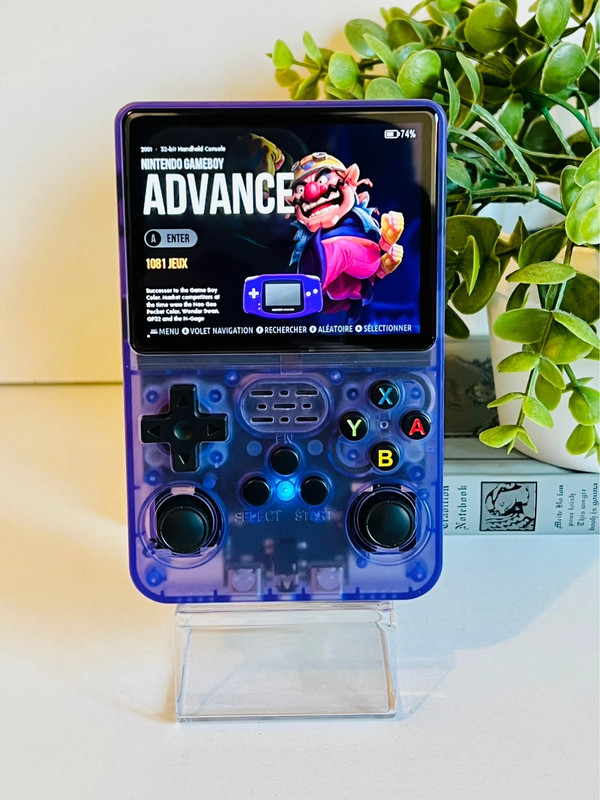 74%
2001 · 32-bit Handheld Console
NINTENDO GAMEBOY
ADVANCE
A ENTER
1081 JEUX
Successor to the Game Boy
Color. Market competitors at
the time were the Neo Geo
Pocket Color, Wonder Swan,
GP32 and the N-Gage
MENU VOLET NAVIGATION RECHERCHER ALÉATOIRE SÉLECTIONNER
X
Y A
B
FN
SELECT START
Notebook